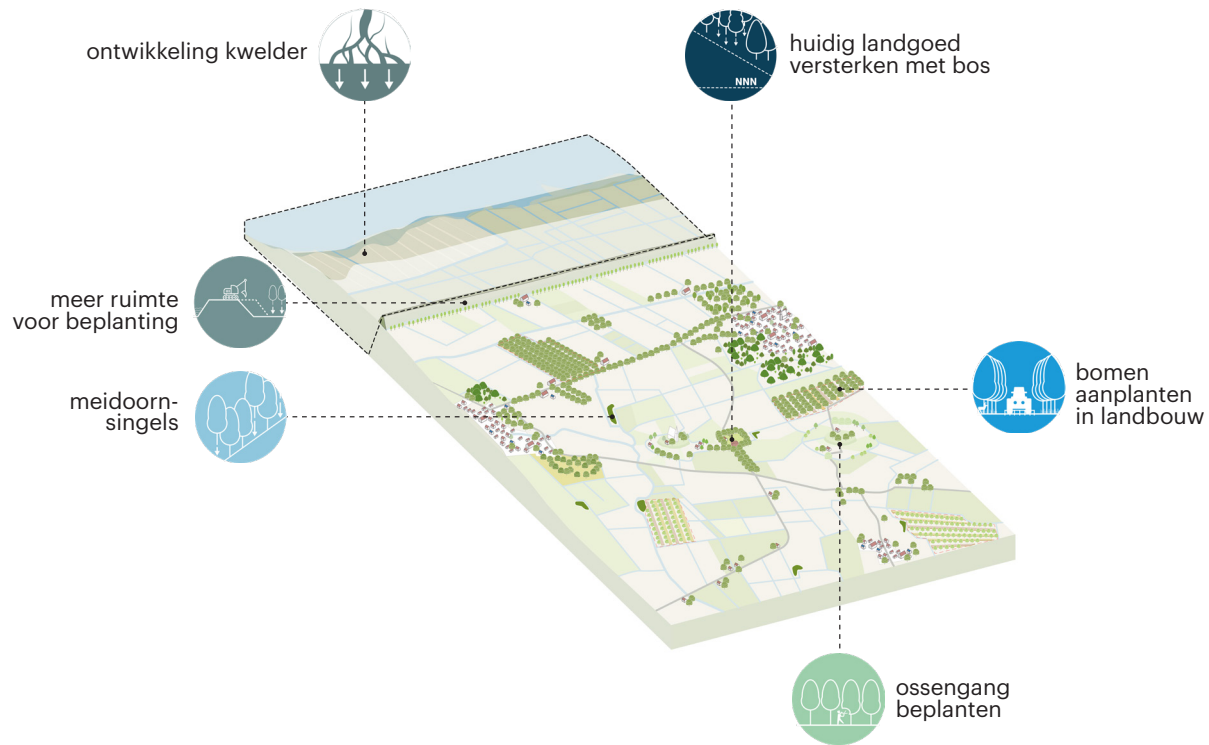 ontwikkeling kwelder
huidig landgoed
versterken met bos
NNN
meer ruimte
voor beplanting
meidoorn-
singels
bomen
aanplanten
in landbouw
ossengang
beplanten